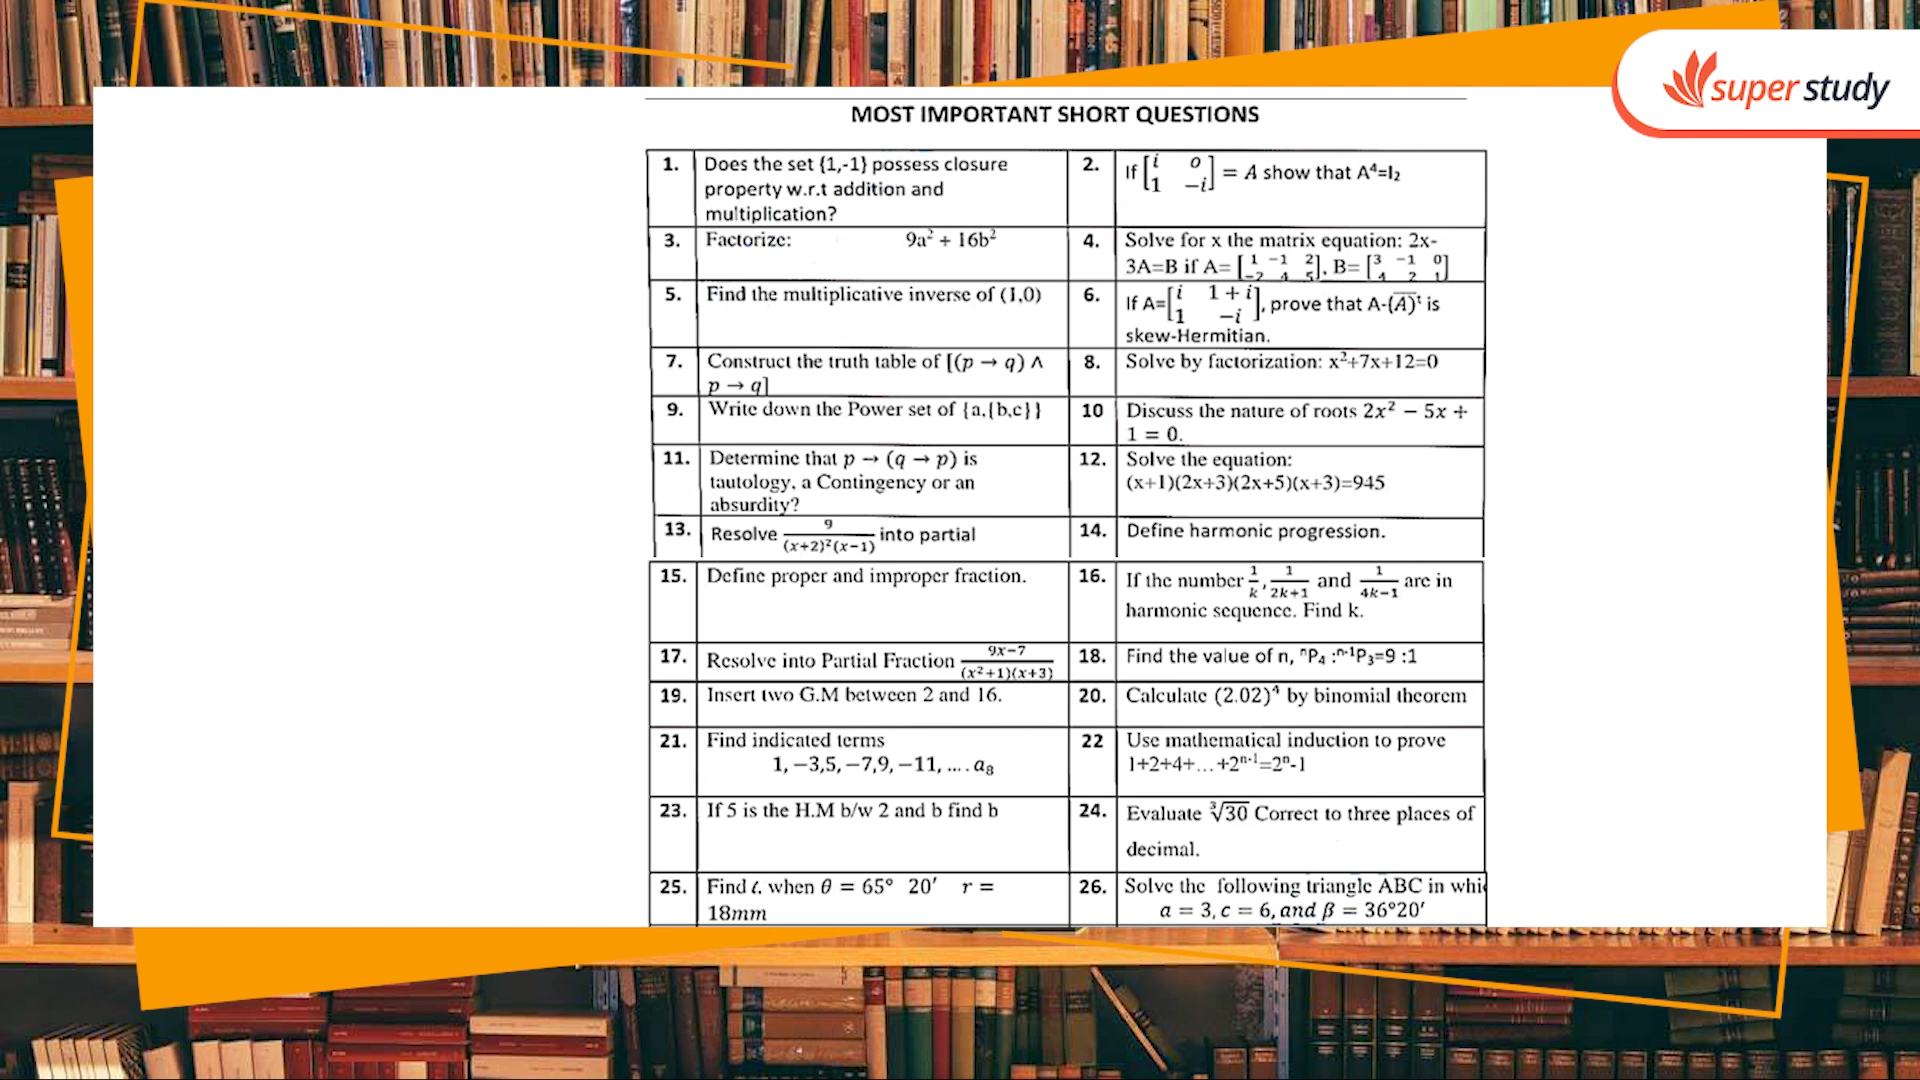 super study
MOST IMPORTANT SHORT QUESTIONS
1. Does the set {1,-1} possess closure
property w.r.t addition and
multiplication?
2. If [i o; 1 −i] = A show that A⁴=I₂
3. Factorize: 9a² + 16b²
4. Solve for x the matrix equation: 2x-
3A=B if A= [1 −1 2; −2 4 5], B= [3 −1 0; 4 2 1]
5. Find the multiplicative inverse of (1,0)
6. If A=[i 1+i; 1 −i], prove that A-(A̅)ᵗ is
skew-Hermitian.
7. Construct the truth table of [(p → q) ∧
p → q]
8. Solve by factorization: x²+7x+12=0
9. Write down the Power set of {a,{b,c}}
10 Discuss the nature of roots 2x² − 5x +
1 = 0.
11. Determine that p → (q → p) is
tautology, a Contingency or an
absurdity?
12. Solve the equation:
(x+1)(2x+3)(2x+5)(x+3)=945
13. Resolve 9/((x+2)²(x−1)) into partial
14. Define harmonic progression.
15. Define proper and improper fraction.
16. If the number 1/k, 1/(2k+1) and 1/(4k−1) are in
harmonic sequence. Find k.
17. Resolve into Partial Fraction (9x−7)/((x²+1)(x+3))
18. Find the value of n, ⁿP₄ :ⁿ⁻¹P₃=9 :1
19. Insert two G.M between 2 and 16.
20. Calculate (2.02)⁴ by binomial theorem
21. Find indicated terms
1, −3,5, −7,9, −11, .... a₈
22 Use mathematical induction to prove
1+2+4+...+2ⁿ⁻¹=2ⁿ-1
23. If 5 is the H.M b/w 2 and b find b
24. Evaluate ∛30 Correct to three places of
decimal.
25. Find ℓ, when θ = 65° 20′ r =
18mm
26. Solve the following triangle ABC in whi
a = 3, c = 6, and β = 36°20′